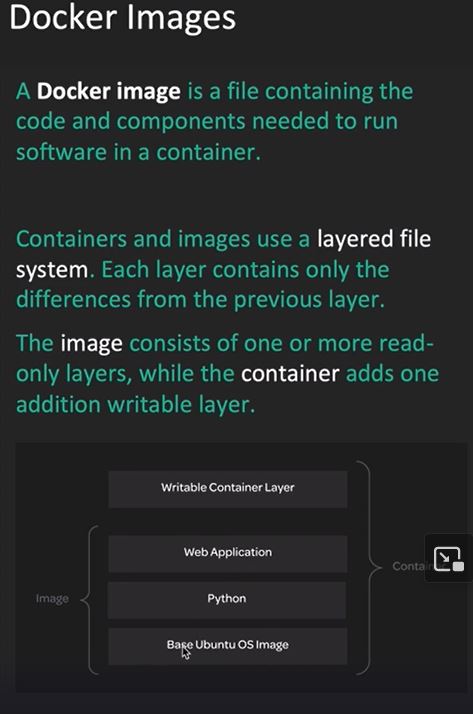 Docker Images
A Docker image is a file containing the
code and components needed to run
software in a container.
Containers and images use a layered file
system. Each layer contains only the
differences from the previous layer.
The image consists of one or more read-
only layers, while the container adds one
addition writable layer.
Writable Container Layer
Web Application
Image
Python
Base Ubuntu OS Image